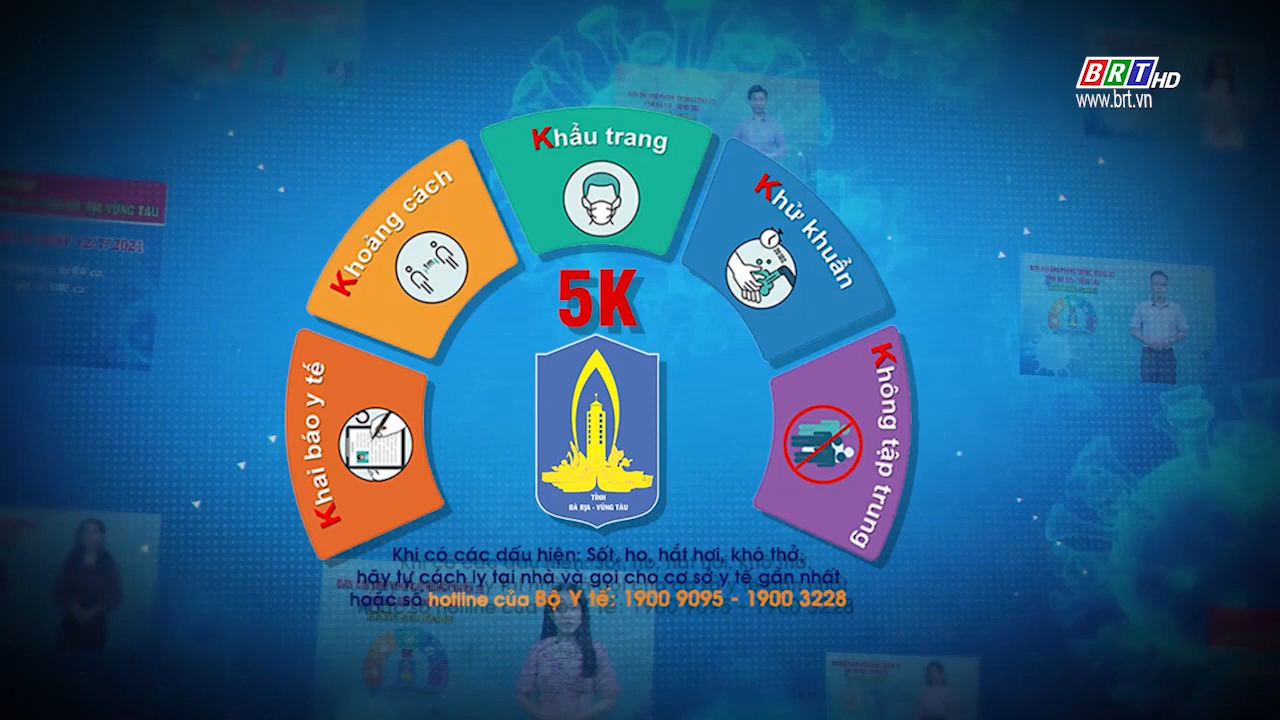 BRT HD
www.brt.vn
Khẩu trang
Khoảng cách
Khử khuẩn
Khai báo y tế
Không tập trung
5K
TỈNH
BÀ RỊA - VŨNG TÀU
Khi có các dấu hiện: Sốt, ho, hắt hơi, khó thở,
hãy tự cách ly tại nhà và gọi cho cơ sở y tế gần nhất
hoặc số hotline của Bộ Y tế: 1900 9095 - 1900 3228